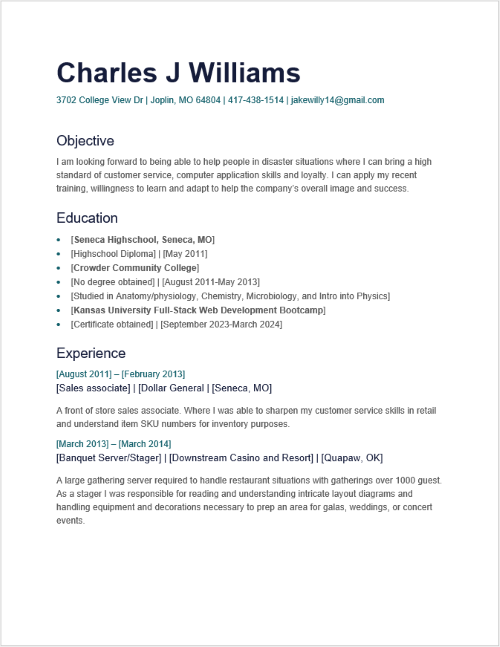 Charles J Williams
3702 College View Dr | Joplin, MO 64804 | 417-438-1514 | jakewilly14@gmail.com
Objective
I am looking forward to being able to help people in disaster situations where I can bring a high
standard of customer service, computer application skills and loyalty. I can apply my recent
training, willingness to learn and adapt to help the company's overall image and success.
Education
• [Seneca Highschool, Seneca, MO]
• [Highschool Diploma] | [May 2011]
• [Crowder Community College]
• [No degree obtained] | [August 2011-May 2013]
• [Studied in Anatomy/physiology, Chemistry, Microbiology, and Intro into Physics]
• [Kansas University Full-Stack Web Development Bootcamp]
• [Certificate obtained] | [September 2023-March 2024]
Experience
[August 2011] – [February 2013]
[Sales associate] | [Dollar General | [Seneca, MO]
A front of store sales associate. Where I was able to sharpen my customer service skills in retail
and understand item SKU numbers for inventory purposes.
[March 2013] – [March 2014]
[Banquet Server/Stager] | [Downstream Casino and Resort] | [Quapaw, OK]
A large gathering server required to handle restaurant situations with gatherings over 1000 guest.
As a stager I was responsible for reading and understanding intricate layout diagrams and
handling equipment and decorations necessary to prep an area for galas, weddings, or concert
events.